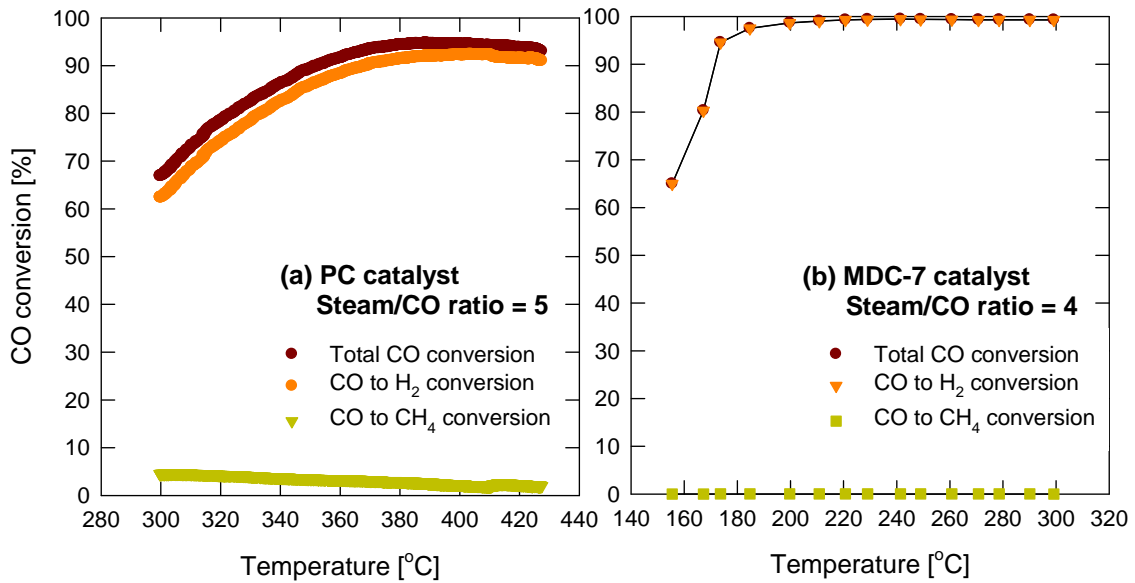 CO conversion [%]
100
90
80
70
60
50
40
30
20
10
0
280 300 320 340 360 380 400 420 440
Temperature [°C]
(a) PC catalyst
Steam/CO ratio = 5
Total CO conversion
CO to H₂ conversion
CO to CH₄ conversion
100
90
80
70
60
50
40
30
20
10
0
140 160 180 200 220 240 260 280 300 320
Temperature [°C]
(b) MDC-7 catalyst
Steam/CO ratio = 4
Total CO conversion
CO to H₂ conversion
CO to CH₄ conversion